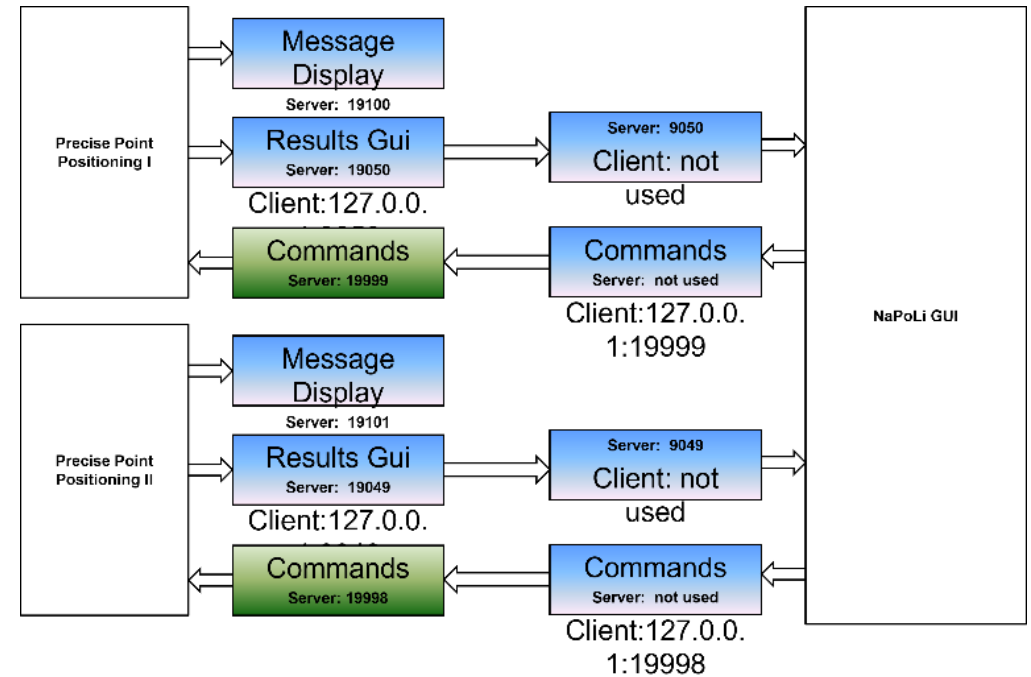 Message
Display
Server: 19100
Precise Point
Positioning I
Results Gui
Server: 19050
Client:127.0.0.
Server: 9050
Client: not
used
Commands
Server: 19999
Commands
Server: not used
Client:127.0.0.
1:19999
NaPoLi GUI
Message
Display
Server: 19101
Precise Point
Positioning II
Results Gui
Server: 19049
Client:127.0.0.
Server: 9049
Client: not
used
Commands
Server: 19998
Commands
Server: not used
Client:127.0.0.
1:19998